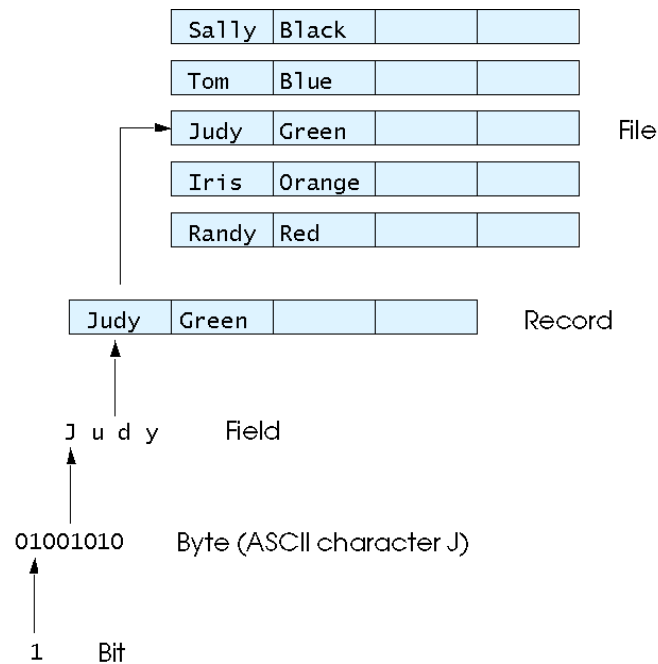 Sally Black
Tom Blue
Judy Green File
Iris Orange
Randy Red
Judy Green Record
J u d y Field
01001010 Byte (ASCII character J)
1 Bit